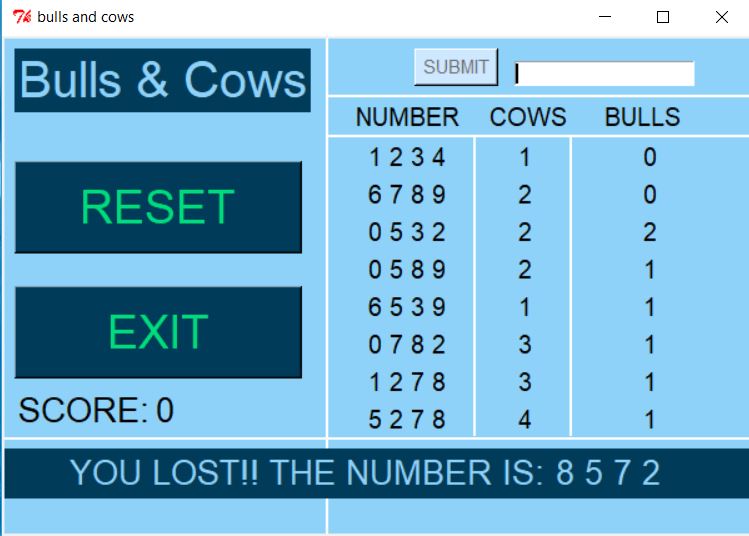 bulls and cows
Bulls & Cows
SUBMIT
RESET
EXIT
SCORE: 0
NUMBER COWS BULLS
1 2 3 4 1 0
6 7 8 9 2 0
0 5 3 2 2 2
0 5 8 9 2 1
6 5 3 9 1 1
0 7 8 2 3 1
1 2 7 8 3 1
5 2 7 8 4 1
YOU LOST!! THE NUMBER IS: 8 5 7 2